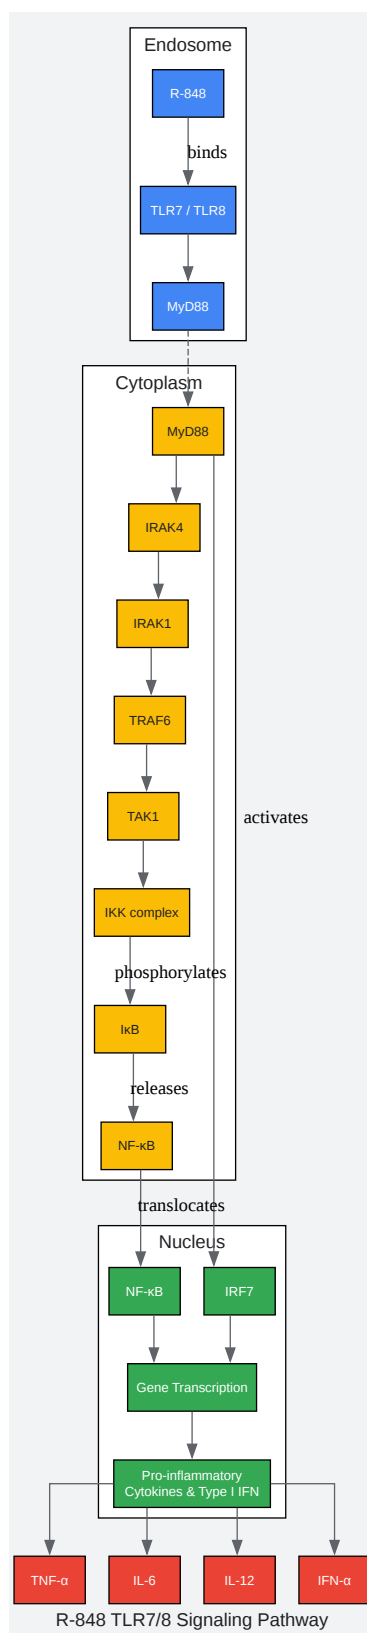 Endosome
R-848
binds
TLR7 / TLR8
MyD88
Cytoplasm
MyD88
IRAK4
IRAK1
TRAF6
TAK1
activates
IKK complex
phosphorylates
IκB
releases
NF-κB
translocates
Nucleus
NF-κB
IRF7
Gene Transcription
Pro-inflammatory
Cytokines & Type I IFN
TNF-α
IL-6
IL-12
IFN-α
R-848 TLR7/8 Signaling Pathway